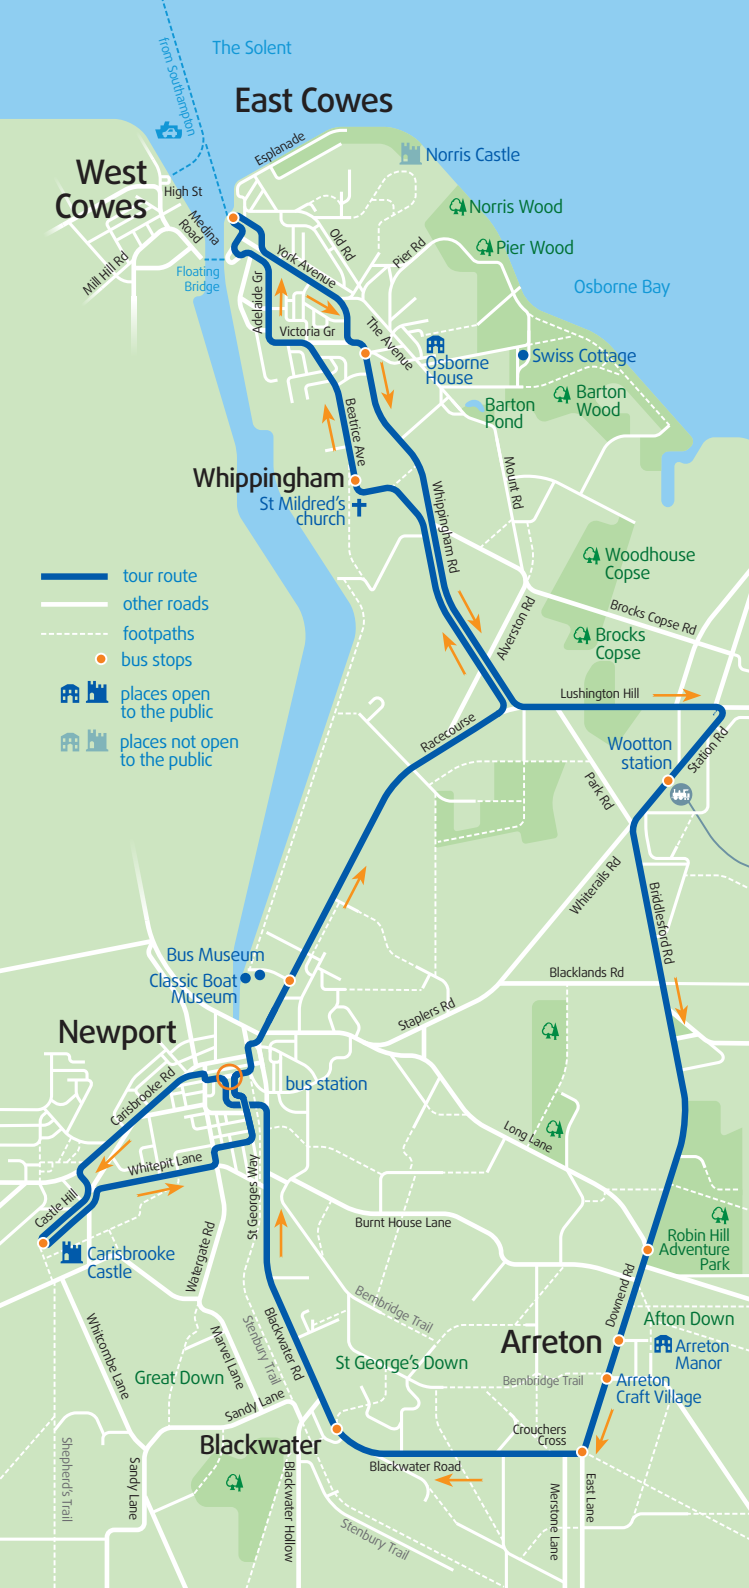 The Solent
from Southampton
East Cowes
Esplanade
Norris Castle
West
Cowes
High St
Norris Wood
Medina
Road
Old Rd
Pier Rd
Pier Wood
Mill Hill Rd
York Avenue
Floating
Bridge
Osborne Bay
Adelaide Gr
Victoria Gr
The Avenue
Osborne
House
Swiss Cottage
Barton
Wood
Barton
Pond
Beatrice Ave
Whippingham
St Mildred's
church
Whippingham Rd
Mount Rd
Woodhouse
Copse
tour route
other roads
footpaths
bus stops
places open
to the public
places not open
to the public
Alverston Rd
Brocks Copse Rd
Brocks
Copse
Lushington Hill
Racecourse
Wootton
station
Station Rd
Park Rd
Whiterails Rd
Briddlesford Rd
Bus Museum
Classic Boat
Museum
Blacklands Rd
Staplers Rd
Newport
bus station
Carisbrooke Rd
Long Lane
Whitepit Lane
St Georges Way
Castle Hill
Burnt House Lane
Watergate Rd
Carisbrooke
Castle
Robin Hill
Adventure
Park
Downend Rd
Bembridge Trail
Afton Down
Whitcombe Lane
Marvel Lane
Stenbury Trail
Blackwater Rd
Arreton
Arreton
Manor
St George's Down
Great Down
Bembridge Trail
Arreton
Craft Village
Sandy Lane
Crouchers
Cross
Blackwater
Blackwater Road
Shepherd's Trail
Sandy Lane
Blackwater Hollow
East Lane
Merstone Lane
Stenbury Trail